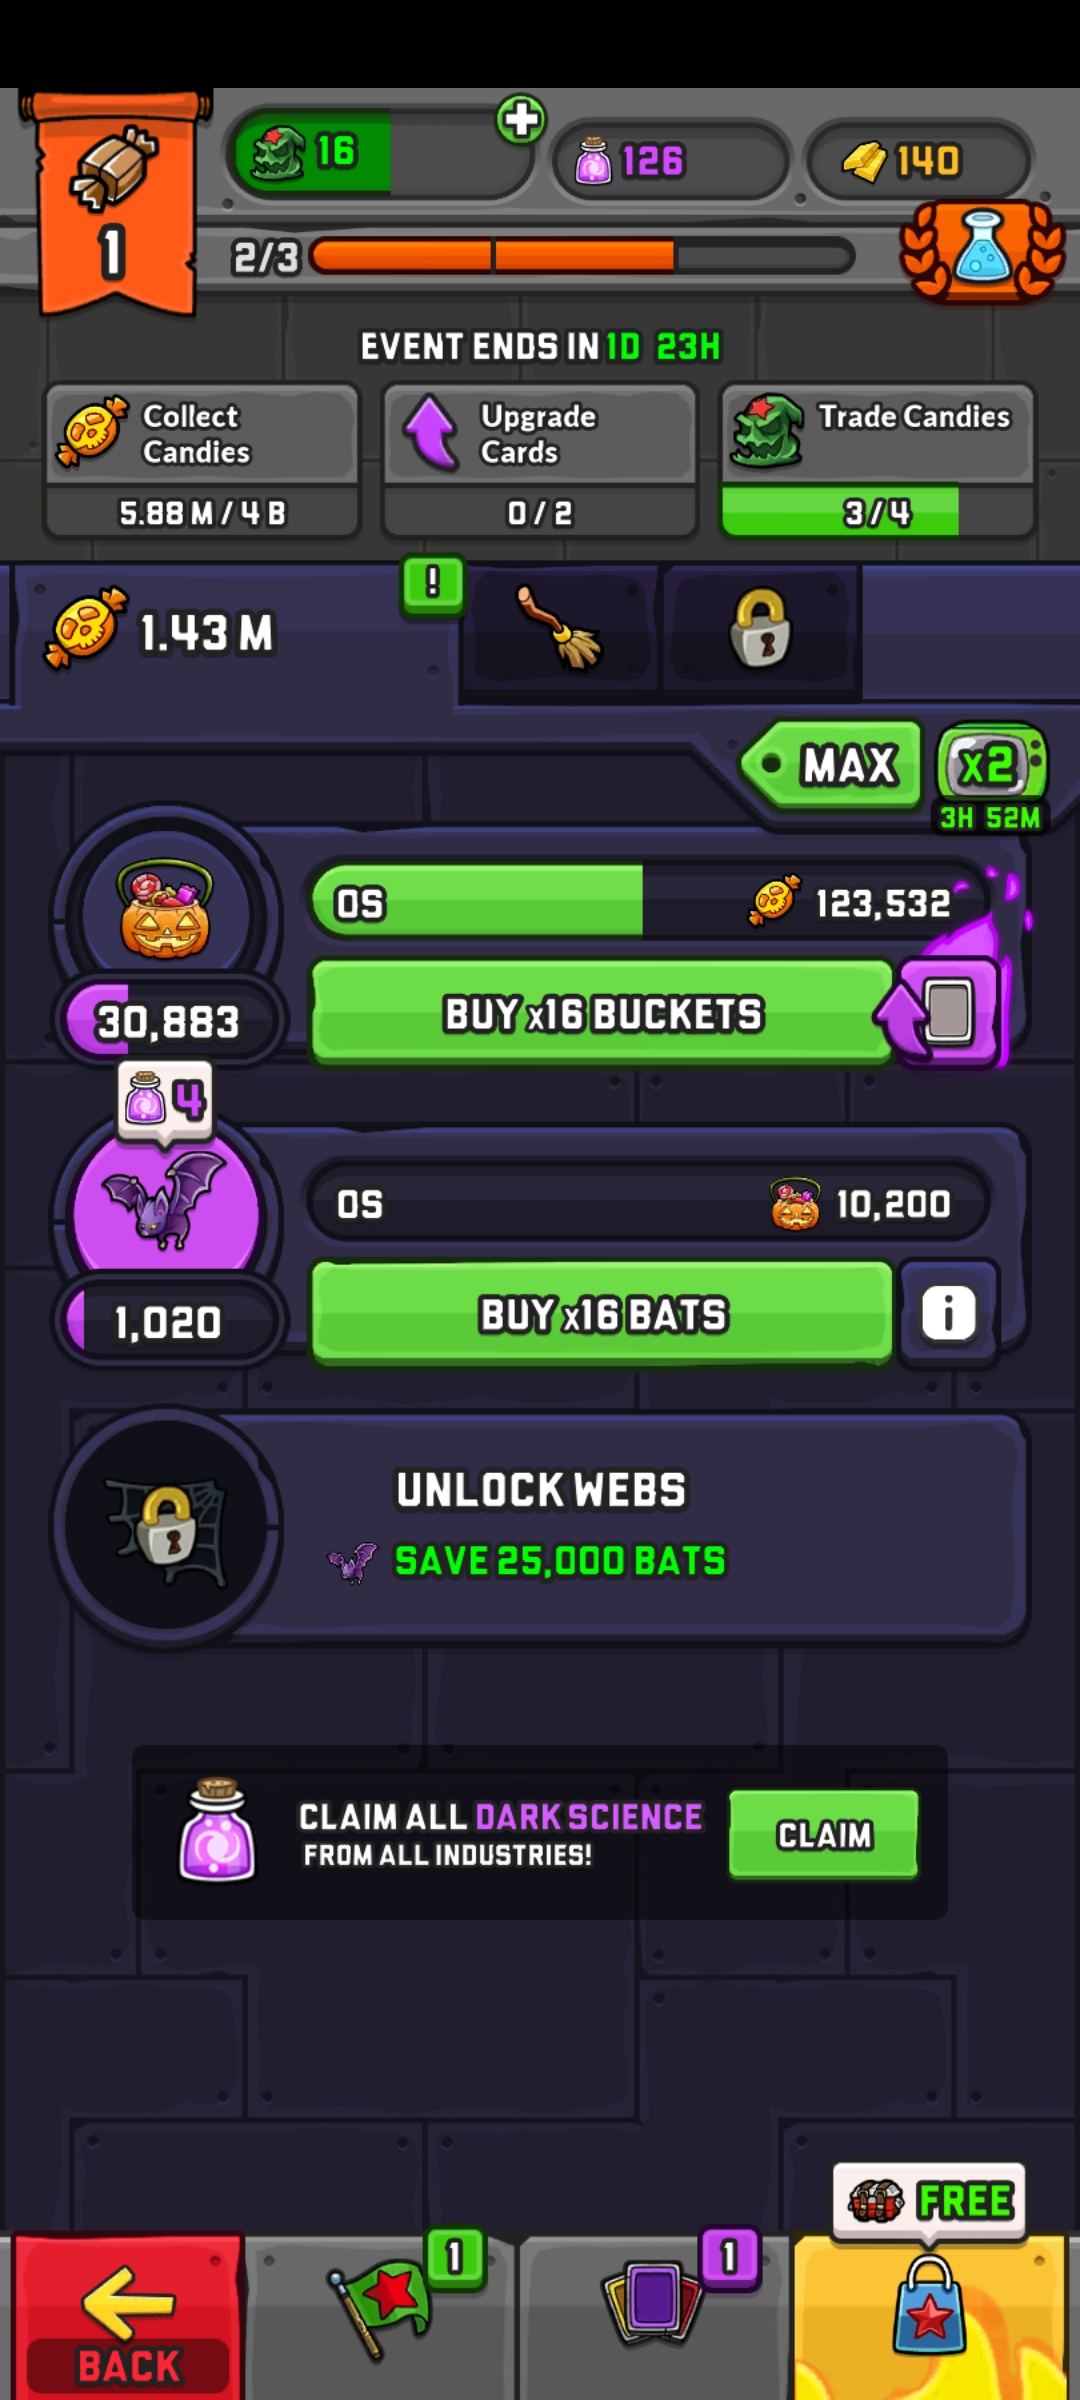 16
126
140
1
2/3
EVENT ENDS IN 1D 23H
Collect
Candies
5.88 M / 4 B
Upgrade
Cards
0 / 2
Trade Candies
3 / 4
1.43 M
!
MAX
x2
3H 52M
0S
123,532
30,883
BUY x16 BUCKETS
4
0S
10,200
1,020
BUY x16 BATS
i
UNLOCK WEBS
SAVE 25,000 BATS
CLAIM ALL DARK SCIENCE
FROM ALL INDUSTRIES!
CLAIM
FREE
1
1
BACK